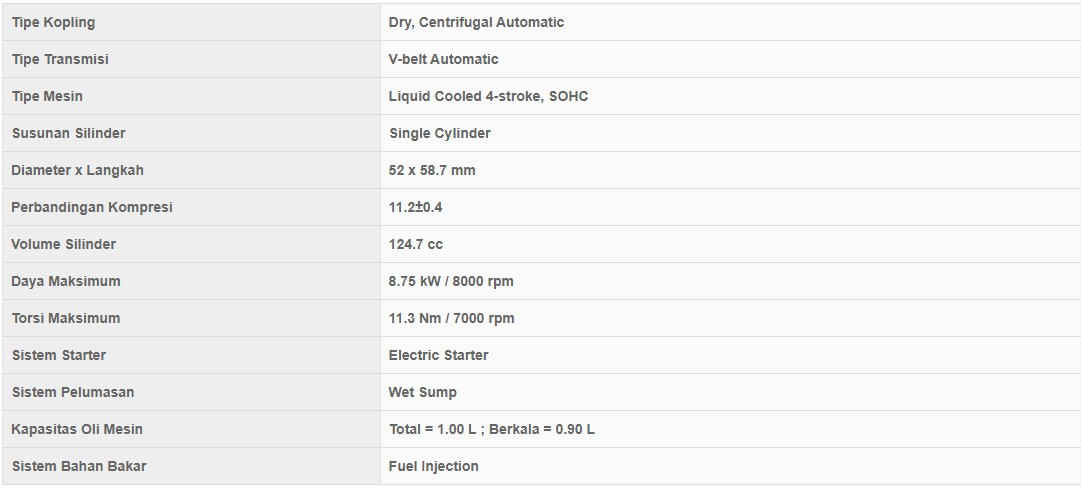 Tipe Kopling Dry, Centrifugal Automatic
Tipe Transmisi V-belt Automatic
Tipe Mesin Liquid Cooled 4-stroke, SOHC
Susunan Silinder Single Cylinder
Diameter x Langkah 52 x 58.7 mm
Perbandingan Kompresi 11.2±0.4
Volume Silinder 124.7 cc
Daya Maksimum 8.75 kW / 8000 rpm
Torsi Maksimum 11.3 Nm / 7000 rpm
Sistem Starter Electric Starter
Sistem Pelumasan Wet Sump
Kapasitas Oli Mesin Total = 1.00 L ; Berkala = 0.90 L
Sistem Bahan Bakar Fuel Injection